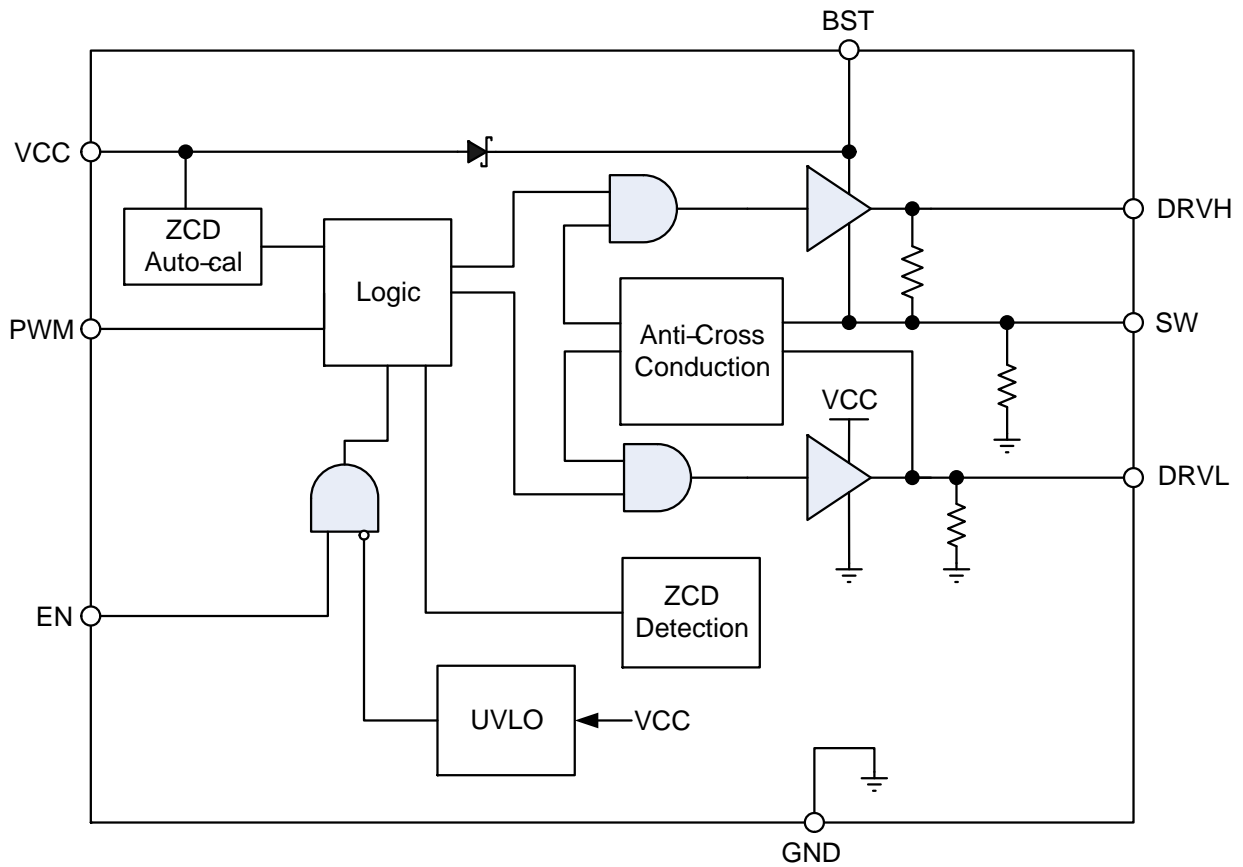 BST
VCC
DRVH
ZCD
Auto-cal
Logic
PWM
Anti-Cross
Conduction
SW
VCC
DRVL
EN
ZCD
Detection
UVLO
VCC
GND